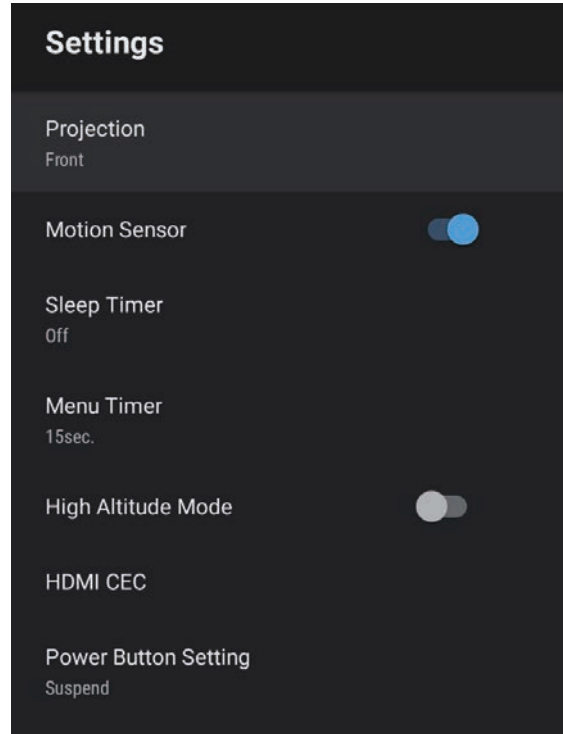 Settings
Projection
Front
Motion Sensor
Sleep Timer
Off
Menu Timer
15sec.
High Altitude Mode
HDMI CEC
Power Button Setting
Suspend